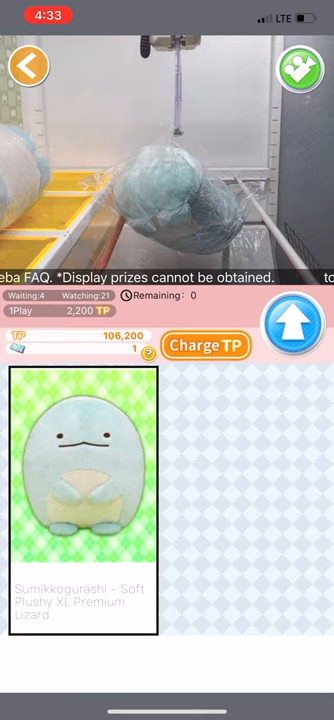 4:33
LTE
eba FAQ. *Display prizes cannot be obtained.
to
Waiting:4 Watching:21 Remaining: 0
1Play 2,200 TP
TP 106,200
1 ?
Charge TP
Sumikkogurashi - Soft
Plushy XL Premium
Lizard